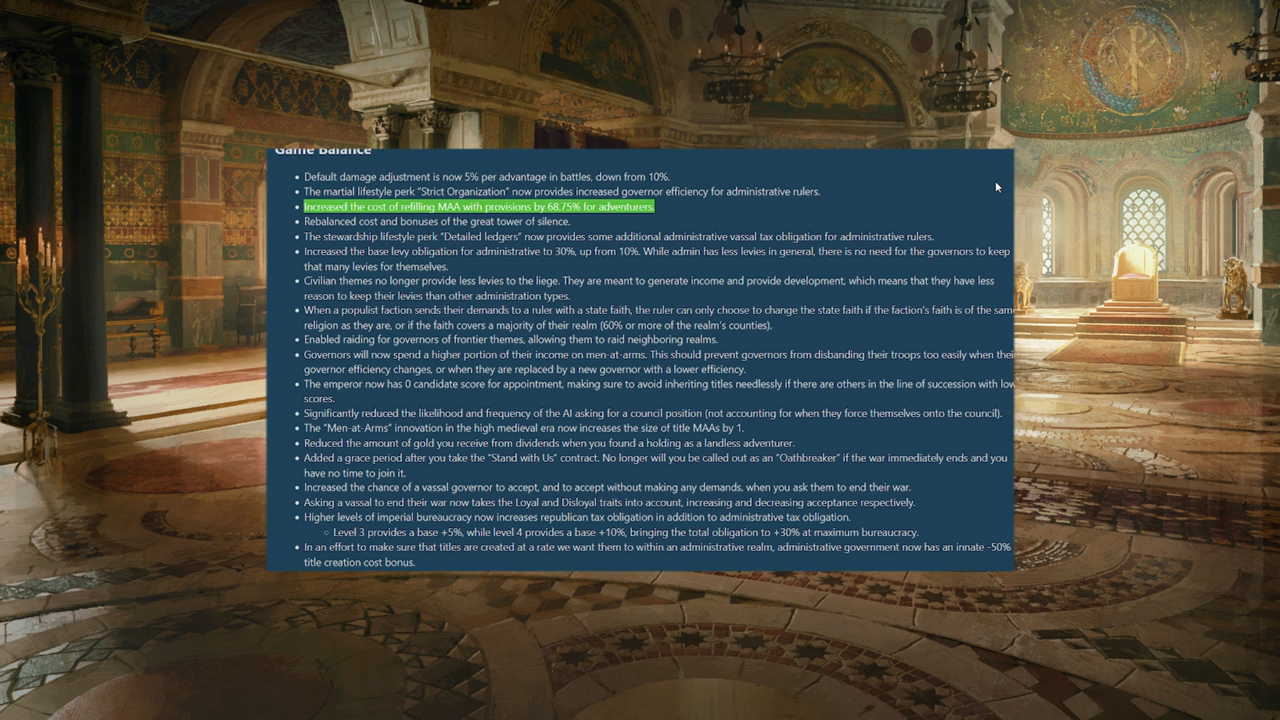 Game Balance
• Default damage adjustment is now 5% per advantage in battles, down from 10%.
• The martial lifestyle perk “Strict Organization” now provides increased governor efficiency for administrative rulers.
• Increased the cost of refilling MAA with provisions by 68.75% for adventurers.
• Rebalanced cost and bonuses of the great tower of silence.
• The stewardship lifestyle perk “Detailed ledgers” now provides some additional administrative vassal tax obligation for administrative rulers.
• Increased the base levy obligation for administrative to 30%, up from 10%. While admin has less levies in general, there is no need for the governors to keep
that many levies for themselves.
• Civilian themes no longer provide less levies to the liege. They are meant to generate income and provide development, which means that they have less
reason to keep their levies than other administration types.
• When a populist faction sends their demands to a ruler with a state faith, the ruler can only choose to change the state faith if the faction’s faith is of the same
religion as they are, or if the faith covers a majority of their realm (60% or more of the realm’s counties).
• Enabled raiding for governors of frontier themes, allowing them to raid neighboring realms.
• Governors will now spend a higher portion of their income on men-at-arms. This should prevent governors from disbanding their troops too easily when their
governor efficiency changes, or when they are replaced by a new governor with a lower efficiency.
• The emperor now has 0 candidate score for appointment, making sure to avoid inheriting titles needlessly if there are others in the line of succession with low
scores.
• Significantly reduced the likelihood and frequency of the AI asking for a council position (not accounting for when they force themselves onto the council).
• The “Men-at-Arms” innovation in the high medieval era now increases the size of title MAAs by 1.
• Reduced the amount of gold you receive from dividends when you found a holding as a landless adventurer.
• Added a grace period after you take the “Stand with Us” contract. No longer will you be called out as an “Oathbreaker” if the war immediately ends and you
have no time to join it.
• Increased the chance of a vassal governor to accept, and to accept without making any demands, when you ask them to end their war.
• Asking a vassal to end their war now takes the Loyal and Disloyal traits into account, increasing and decreasing acceptance respectively.
• Higher levels of imperial bureaucracy now increases republican tax obligation in addition to administrative tax obligation.
○ Level 3 provides a base +5%, while level 4 provides a base +10%, bringing the total obligation to +30% at maximum bureaucracy.
• In an effort to make sure that titles are created at a rate we want them to within an administrative realm, administrative government now has an innate -50%
title creation cost bonus.